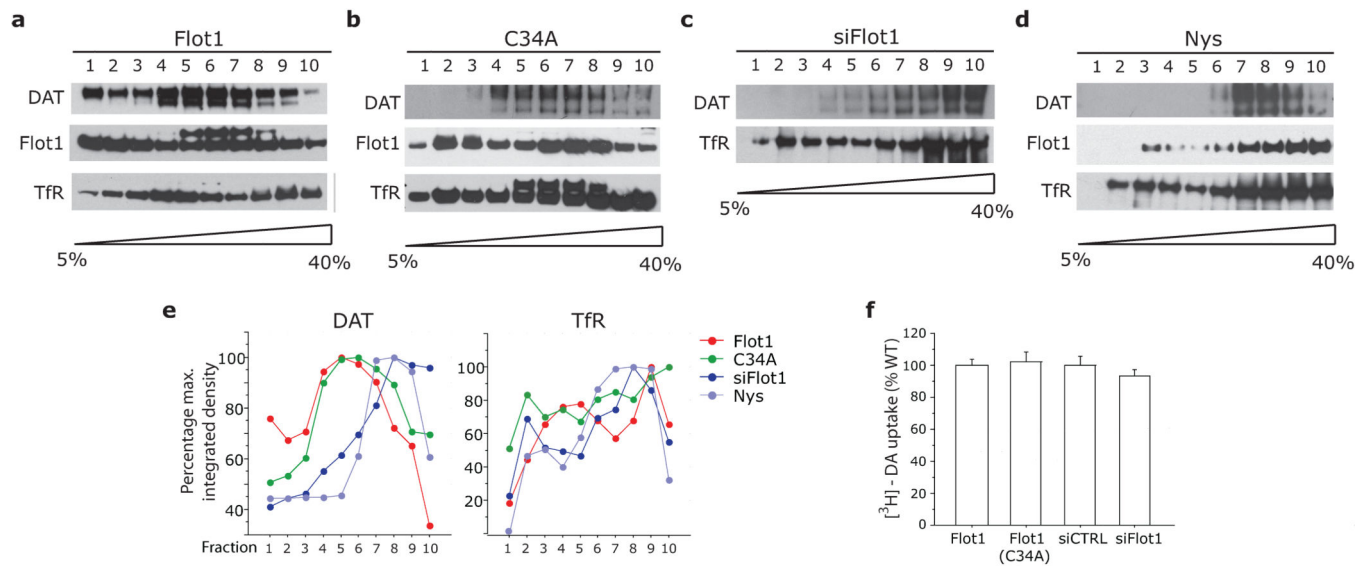 a
Flot1
1 2 3 4 5 6 7 8 9 10
DAT
Flot1
TfR
5% 40%
b
C34A
1 2 3 4 5 6 7 8 9 10
DAT
Flot1
TfR
5% 40%
c
siFlot1
1 2 3 4 5 6 7 8 9 10
DAT
TfR
5% 40%
d
Nys
1 2 3 4 5 6 7 8 9 10
DAT
Flot1
TfR
5% 40%
e
DAT
Percentage max.
integrated density
100
80
60
40
Fraction 1 2 3 4 5 6 7 8 9 10
TfR
100
80
60
40
20
1 2 3 4 5 6 7 8 9 10
Flot1
C34A
siFlot1
Nys
f
[³H] - DA uptake (% WT)
120
100
80
60
40
20
0
Flot1 Flot1 siCTRL siFlot1
(C34A)